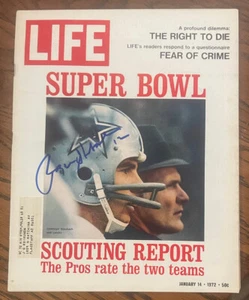 A profound dilemma:
THE RIGHT TO DIE
LIFE's readers respond to a questionnaire
FEAR OF CRIME
LIFE
SUPER BOWL
SCOUTING REPORT
The Pros rate the two teams
JANUARY 14 · 1972 · 50¢